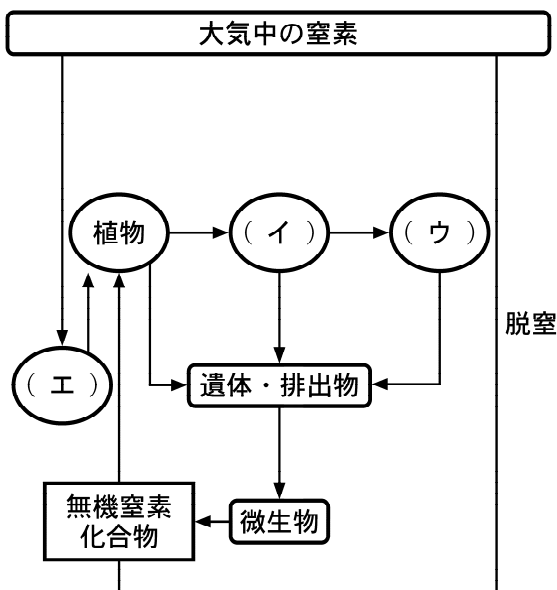 大気中の窒素
植物
( イ )
( ウ )
脱窒
( エ )
遺体・排出物
無機窒素
化合物
微生物